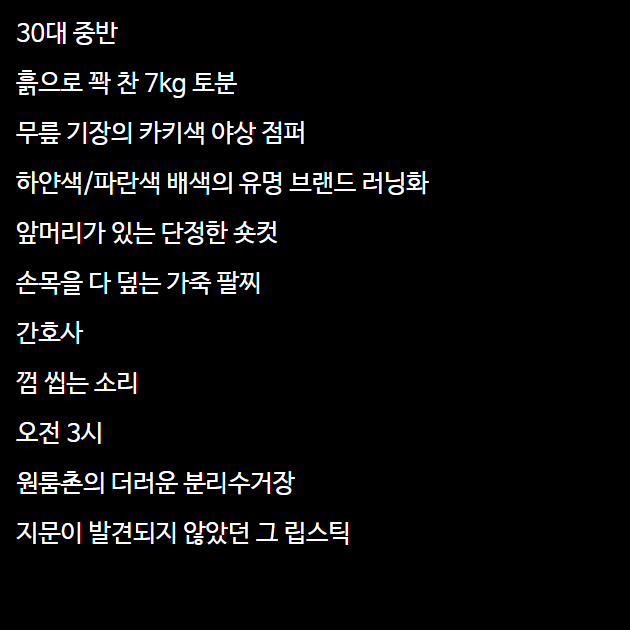 30대 중반
흙으로 꽉 찬 7kg 토분
무릎 기장의 카키색 야상 점퍼
하얀색/파란색 배색의 유명 브랜드 러닝화
앞머리가 있는 단정한 숏컷
손목을 다 덮는 가죽 팔찌
간호사
껌 씹는 소리
오전 3시
원룸촌의 더러운 분리수거장
지문이 발견되지 않았던 그 립스틱